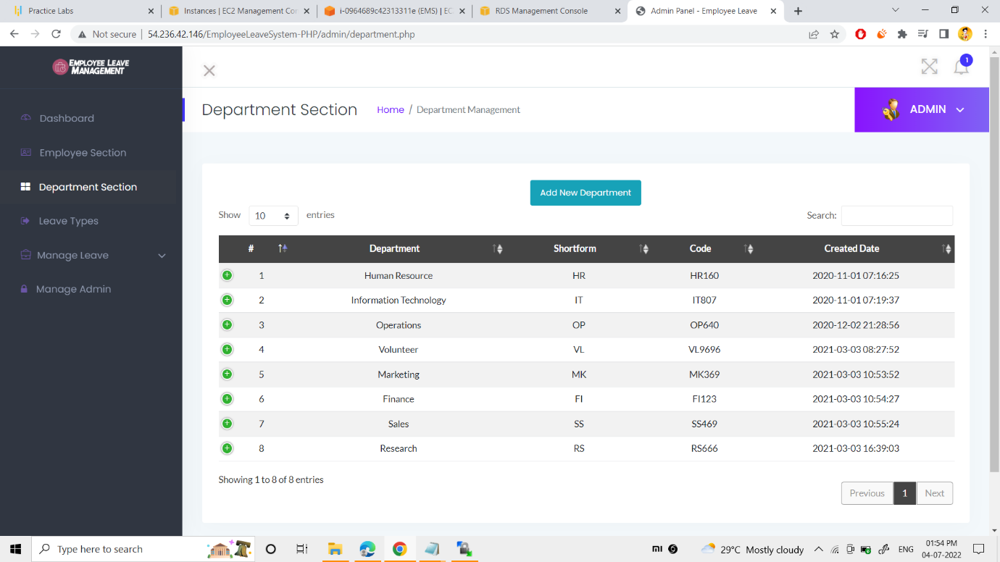 Practice Labs
Instances | EC2 Management Con
i-0964689c42313311e (EMS) | EC
RDS Management Console
Admin Panel - Employee Leave
Not secure | 54.236.42.146/EmployeeLeaveSystem-PHP/admin/department.php
EMPLOYEE LEAVE
MANAGEMENT
1
Department Section
Home / Department Management
ADMIN
Dashboard
Employee Section
Department Section
Leave Types
Manage Leave
Manage Admin
Add New Department
Show 10 entries
Search:
# Department Shortform Code Created Date
1 Human Resource HR HR160 2020-11-01 07:16:25
2 Information Technology IT IT807 2020-11-01 07:19:37
3 Operations OP OP640 2020-12-02 21:28:56
4 Volunteer VL VL9696 2021-03-03 08:27:52
5 Marketing MK MK369 2021-03-03 10:53:52
6 Finance FI FI123 2021-03-03 10:54:27
7 Sales SS SS469 2021-03-03 10:55:24
8 Research RS RS666 2021-03-03 16:39:03
Showing 1 to 8 of 8 entries
Previous 1 Next
Type here to search
29°C Mostly cloudy
ENG
01:54 PM
04-07-2022